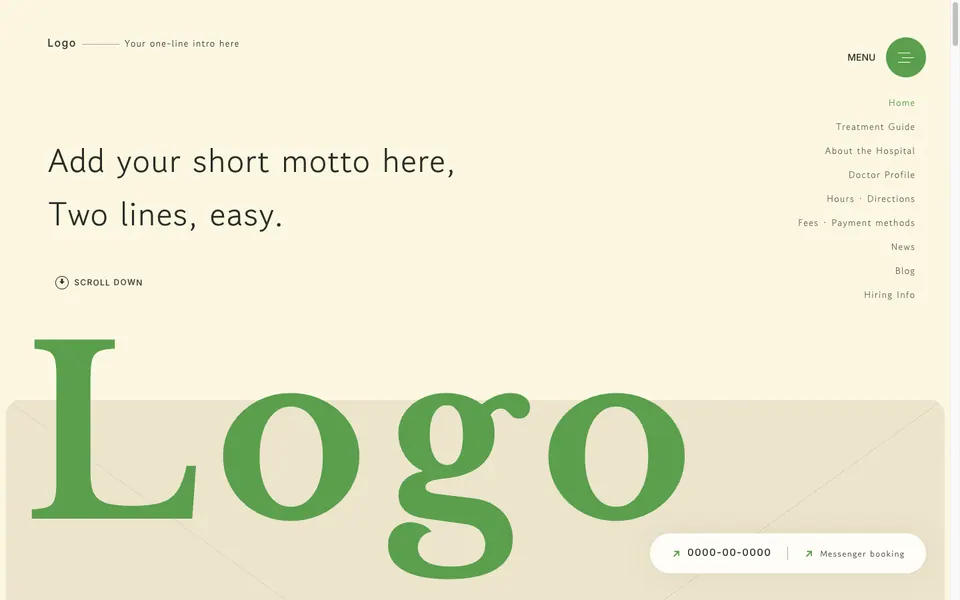 Logo
Your one-line intro here
MENU
Home
Treatment Guide
About the Hospital
Doctor Profile
Hours · Directions
Fees · Payment methods
News
Blog
Hiring Info
Add your short motto here,
Two lines, easy.
SCROLL DOWN
Logo
0000-00-0000
Messenger booking